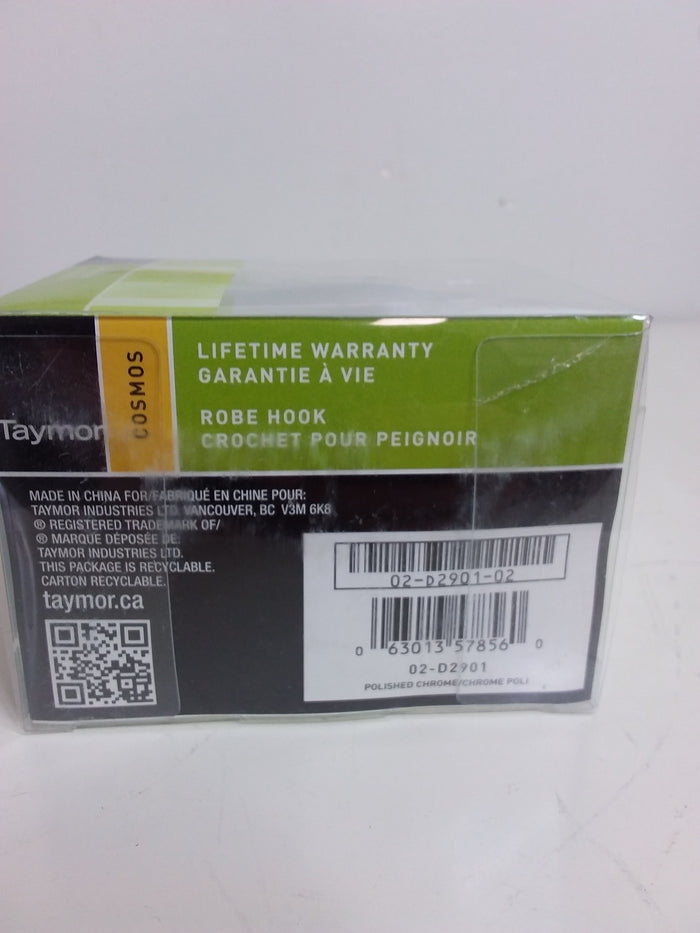 Taymor
COSMOS
LIFETIME WARRANTY
GARANTIE À VIE
ROBE HOOK
CROCHET POUR PEIGNOIR
MADE IN CHINA FOR/FABRIQUÉ EN CHINE POUR:
TAYMOR INDUSTRIES LTD. VANCOUVER, BC V3M 6K8
® REGISTERED TRADEMARK OF/
® MARQUE DÉPOSÉE DE:
TAYMOR INDUSTRIES LTD.
THIS PACKAGE IS RECYCLABLE.
CARTON RECYCLABLE.
taymor.ca
02-D2901-02
0 63013 57856 0
02-D2901
POLISHED CHROME/CHROME POLI